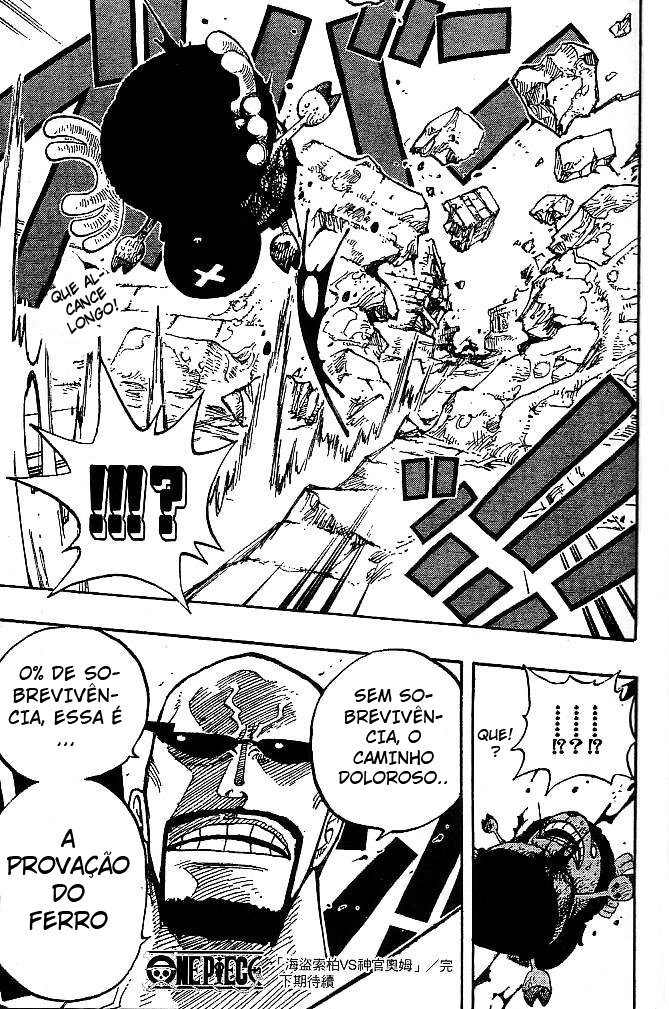 QUE AL-
CANCE
LONGO!
!!!?
!!!
!?? !?
QUE!
?
SEM SO-
BREVIVÊN-
CIA, O
CAMINHO
DOLOROSO..
0% DE SO-
BREVIVÊN-
CIA, ESSA É
...
A
PROVAÇÃO
DO
FERRO
ONE PIECE
「海盜索柏VS神官奧姆」／完
下期待續